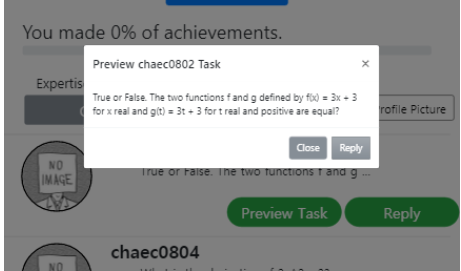 You made 0% of achievements.
Preview chaec0802 Task ×
Expertis
True or False. The two functions f and g defined by f(x) = 3x + 3
for x real and g(t) = 3t + 3 for t real and positive are equal?
rofile Picture
Close Reply
NO
IMAGE
True or False. The two functions f and g ...
Preview Task Reply
chaec0804
NO